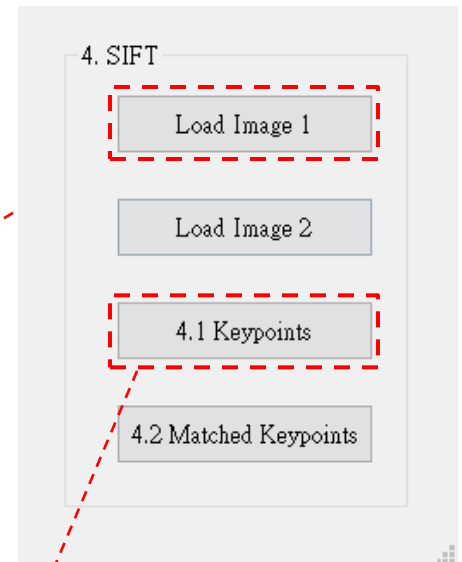 4. SIFT
Load Image 1
Load Image 2
4.1 Keypoints
4.2 Matched Keypoints